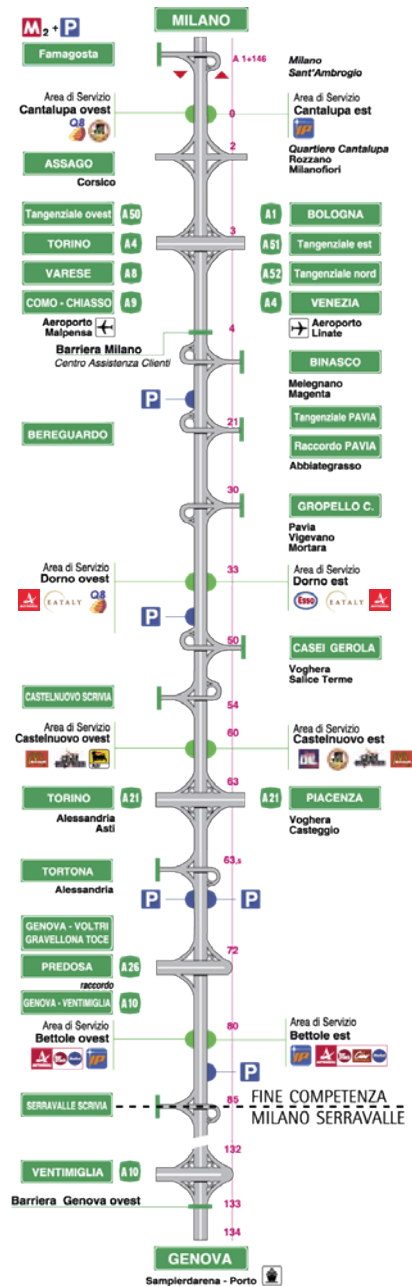 MILANO
M2 + P
Famagosta
A 1+146
Milano
Sant'Ambrogio
Area di Servizio
Cantalupa ovest
Q8
0
Area di Servizio
Cantalupa est
IP
Quartiere Cantalupa
Rozzano
Milanofiori
2
ASSAGO
Corsico
Tangenziale ovest A50
A1 BOLOGNA
3
TORINO A4
A51 Tangenziale est
VARESE A8
A52 Tangenziale nord
COMO - CHIASSO A9
A4 VENEZIA
Aeroporto
Malpensa
4
Aeroporto
Linate
Barriera Milano
Centro Assistenza Clienti
BINASCO
Melegnano
Magenta
P
Tangenziale PAVIA
21
BEREGUARDO
Raccordo PAVIA
Abbiategrasso
30
GROPELLO C.
Pavia
Vigevano
Mortara
Area di Servizio
Dorno ovest
EATALY
Q8
33
Area di Servizio
Dorno est
Esso
EATALY
P
50
CASEI GEROLA
Voghera
Salice Terme
CASTELNUOVO SCRIVIA
54
Area di Servizio
Castelnuovo ovest
60
Area di Servizio
Castelnuovo est
63
TORINO A21
A21 PIACENZA
Alessandria
Asti
Voghera
Casteggio
63,5
TORTONA
Alessandria
P
P
GENOVA - VOLTRI
GRAVELLONA TOCE
72
PREDOSA A26
raccordo
GENOVA - VENTIMIGLIA A10
Area di Servizio
Bettole ovest
IP
80
Area di Servizio
Bettole est
IP
P
85
FINE COMPETENZA
SERRAVALLE SCRIVIA
MILANO SERRAVALLE
132
VENTIMIGLIA A10
Barriera Genova ovest
133
134
GENOVA
Sampierdarena - Porto